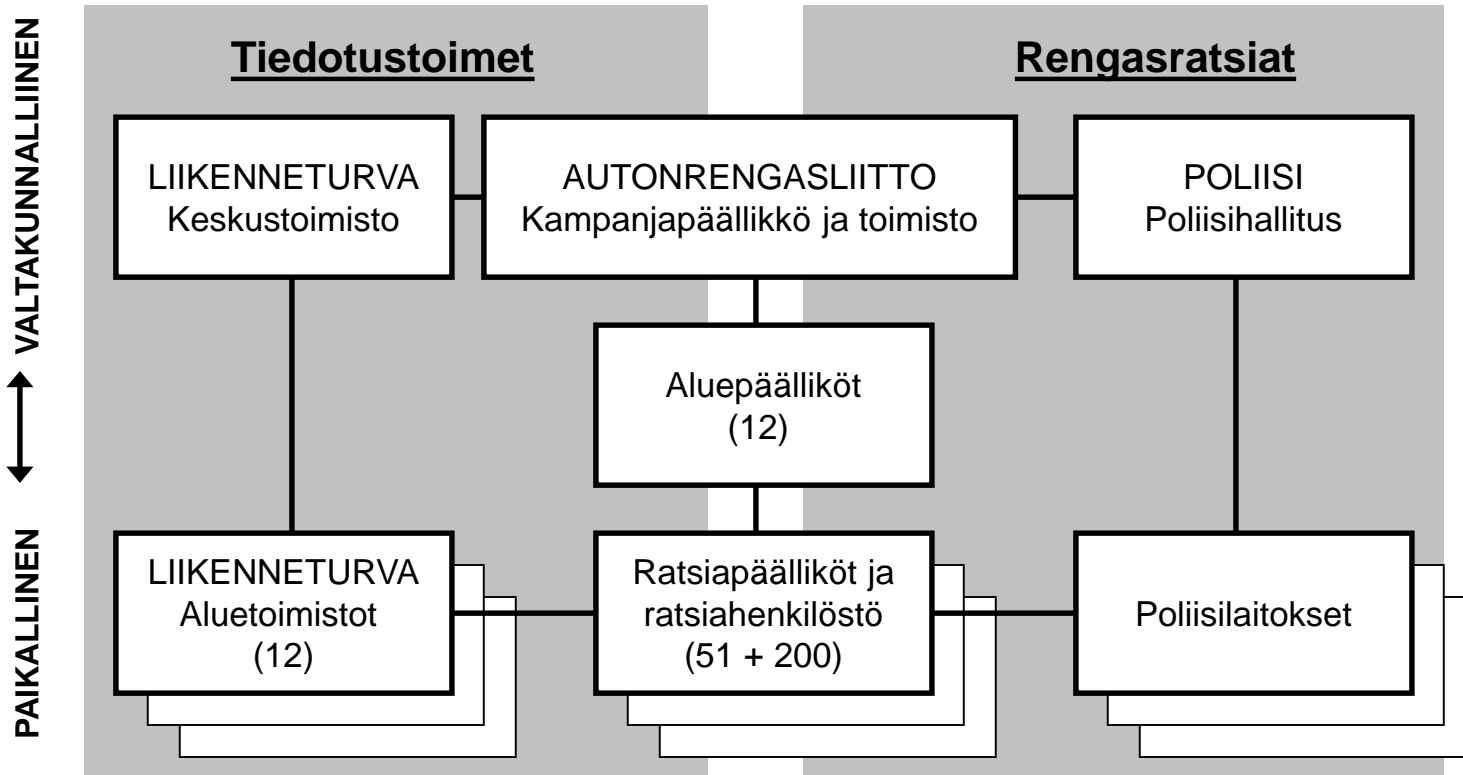 Tiedotustoimet
Rengasratsiat
VALTAKUNNALLINEN
PAIKALLINEN
LIIKENNETURVA
Keskustoimisto
AUTONRENGASLIITTO
Kampanjapäällikkö ja toimisto
POLIISI
Poliisihallitus
Aluepäälliköt
(12)
LIIKENNETURVA
Aluetoimistot
(12)
Ratsiapäälliköt ja
ratsiahenkilöstö
(51 + 200)
Poliisilaitokset